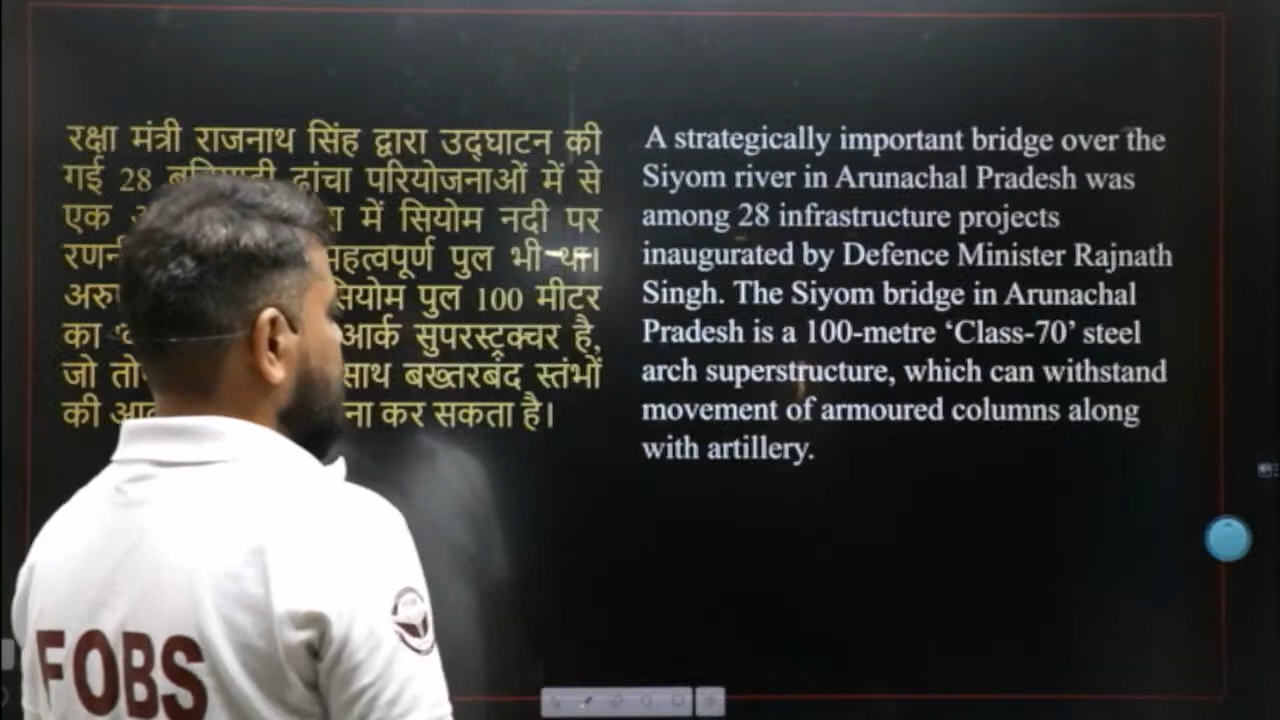 रक्षा मंत्री राजनाथ सिंह द्वारा उद्घाटन की
गई 28 ढांचा परियोजनाओं में से
एक में सियोम नदी पर
महत्वपूर्ण पुल भी था।
सियोम पुल 100 मीटर
का आर्क सुपरस्ट्रक्चर है,
जो साथ बख्तरबंद स्तंभों
की कर सकता है।
A strategically important bridge over the
Siyom river in Arunachal Pradesh was
among 28 infrastructure projects
inaugurated by Defence Minister Rajnath
Singh. The Siyom bridge in Arunachal
Pradesh is a 100-metre ‘Class-70’ steel
arch superstructure, which can withstand
movement of armoured columns along
with artillery.
FOBS